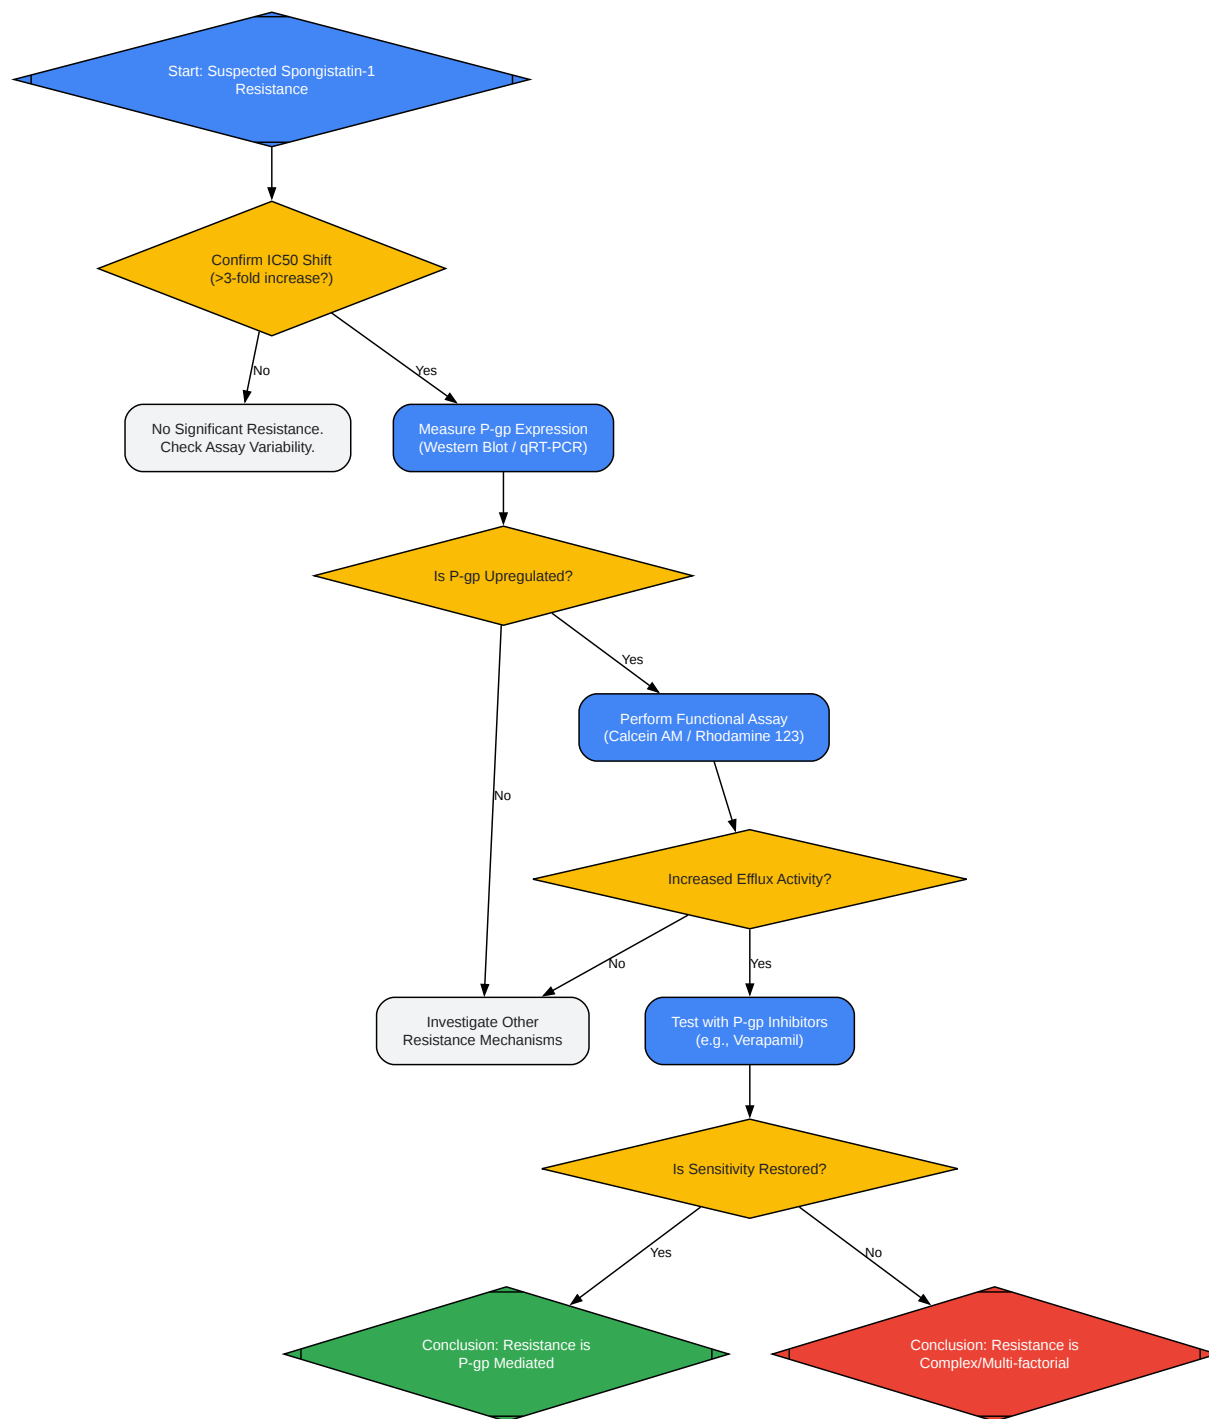 Start: Suspected Spongistatin-1
Resistance
Confirm IC50 Shift
(>3-fold increase?)
No
Yes
No Significant Resistance.
Check Assay Variability.
Measure P-gp Expression
(Western Blot / qRT-PCR)
Is P-gp Upregulated?
Yes
Perform Functional Assay
(Calcein AM / Rhodamine 123)
No
Increased Efflux Activity?
No
Yes
Investigate Other
Resistance Mechanisms
Test with P-gp Inhibitors
(e.g., Verapamil)
Is Sensitivity Restored?
Yes
No
Conclusion: Resistance is
P-gp Mediated
Conclusion: Resistance is
Complex/Multi-factorial